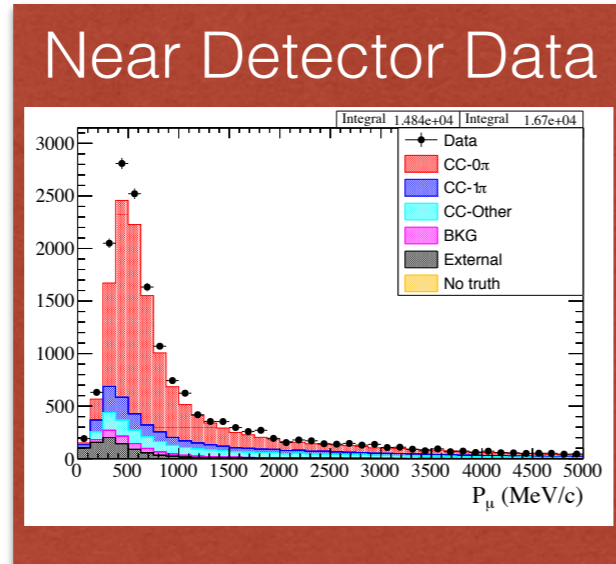 Near Detector Data
Integral 1.484e+04 Integral 1.67e+04
3000
2500
2000
1500
1000
500
0
Data
CC-0π
CC-1π
CC-Other
BKG
External
No truth
0 500 1000 1500 2000 2500 3000 3500 4000 4500 5000
Pμ (MeV/c)